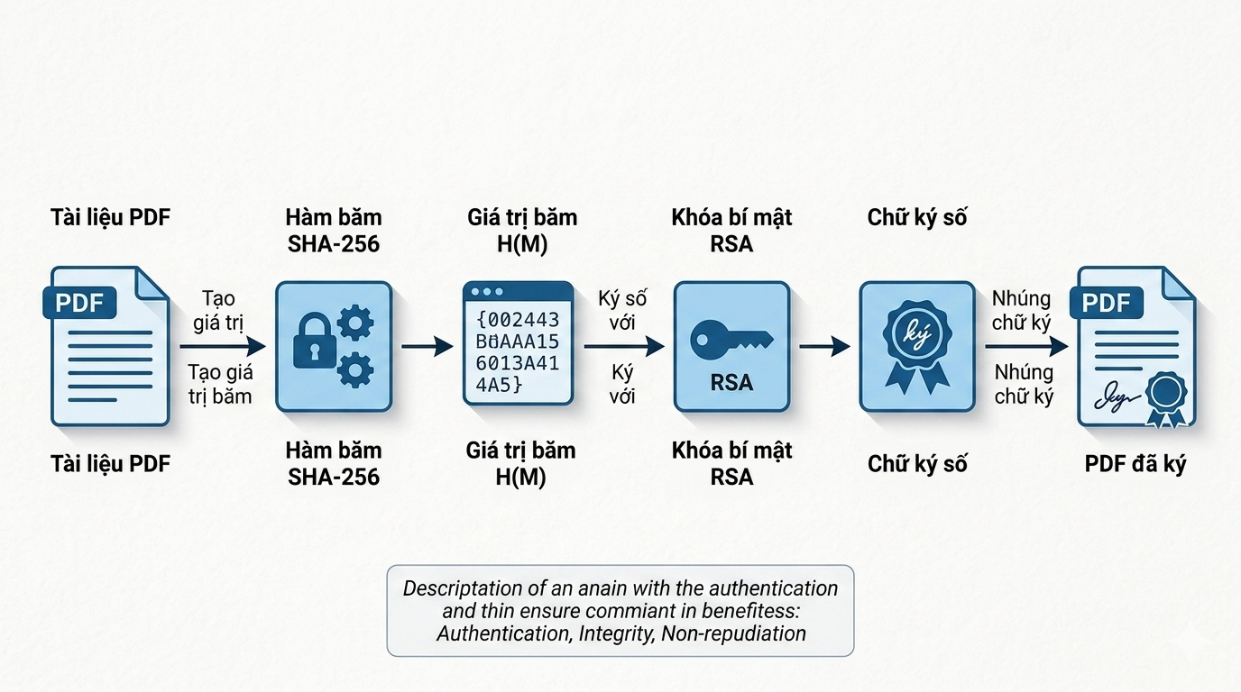 Tài liệu PDF
Hàm băm
SHA-256
Giá trị băm
H(M)
Khóa bí mật
RSA
Chữ ký số
PDF
Tạo
giá trị
Tạo giá
trị băm
{002443
BUAAA15
6013A41
4A5}
Ký số
với
Ký
với
RSA
ký
Nhúng
chữ ký
Nhúng
chữ ký
PDF
Tài liệu PDF
Hàm băm
SHA-256
Giá trị băm
H(M)
Khóa bí mật
RSA
Chữ ký số
PDF đã ký
Descriptation of an anain with the authentication
and thin ensure commiant in benefitess:
Authentication, Integrity, Non-repudiation